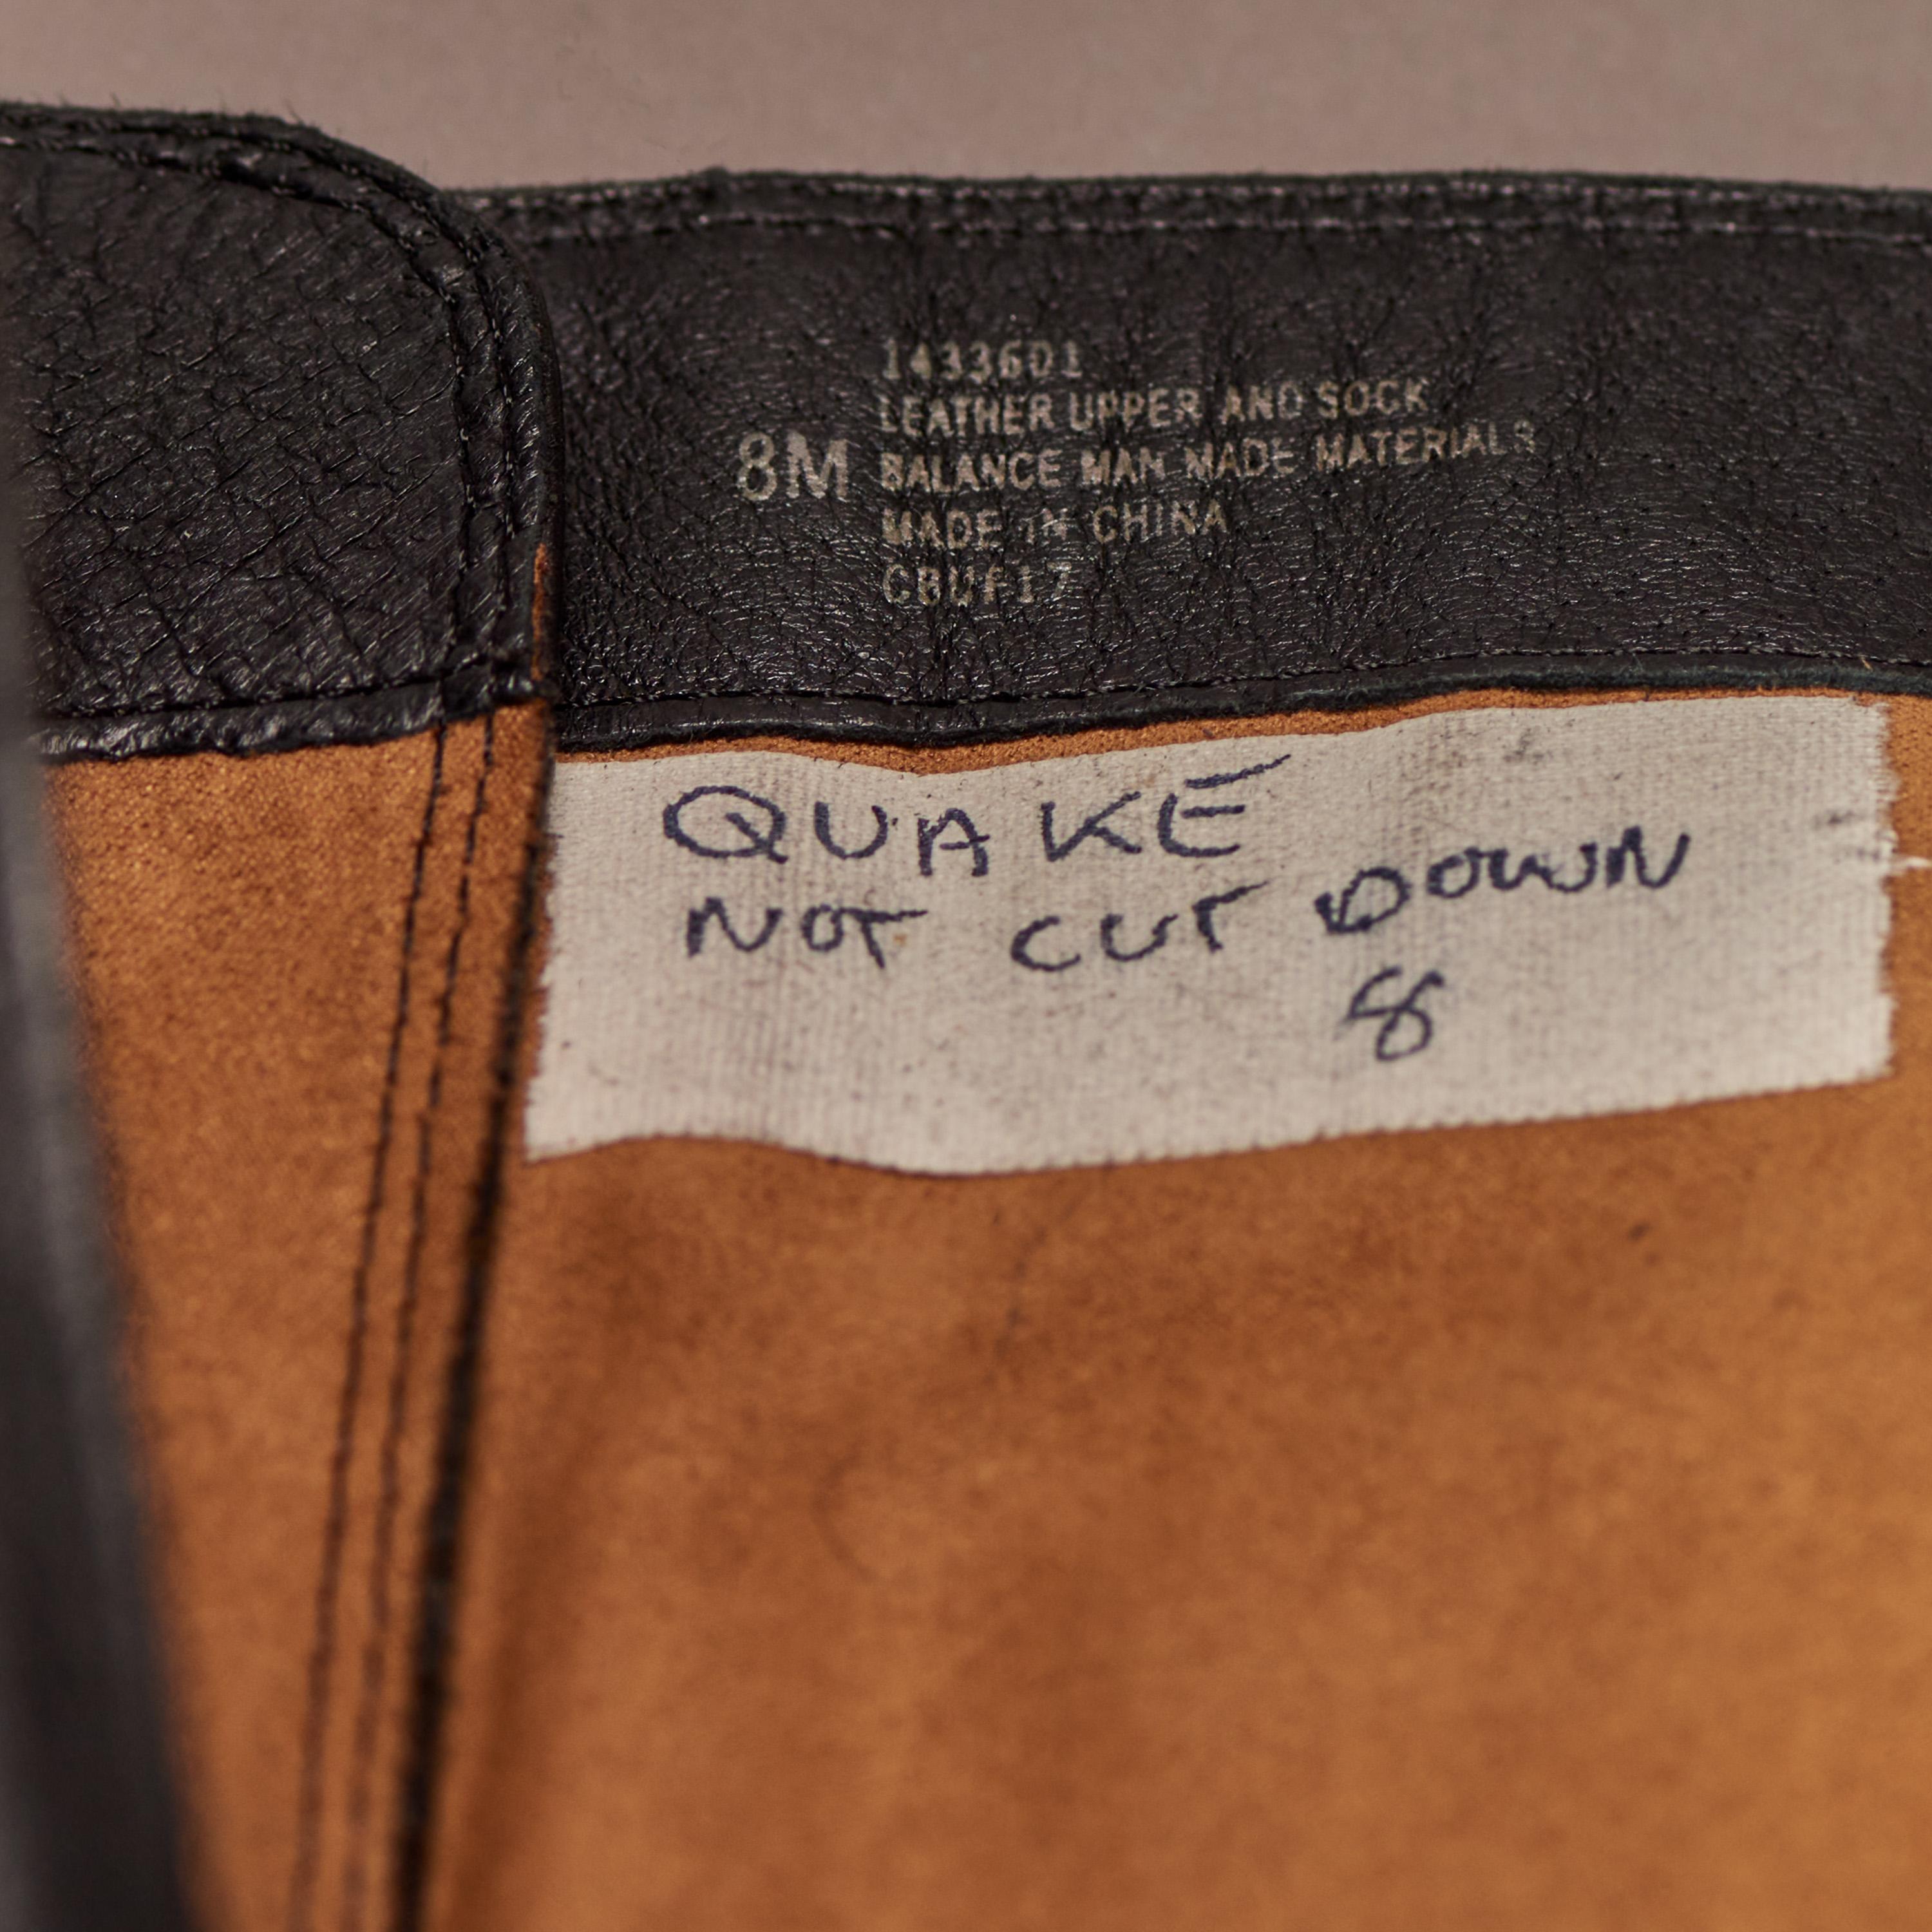 1433601
LEATHER UPPER AND SOCK
8M BALANCE MAN MADE MATERIALS
MADE IN CHINA
QUAKE
NOT CUT DOWN
8